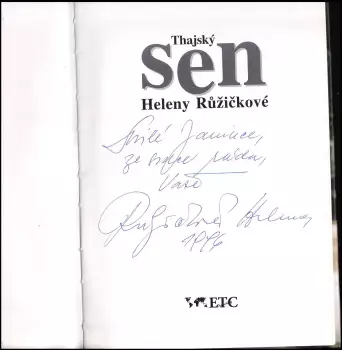 Thajský
sen
Heleny Růžičkové
Milé Janince,
ze srdce ráda,
Vaše
Růžičková Helena
1996
ETC